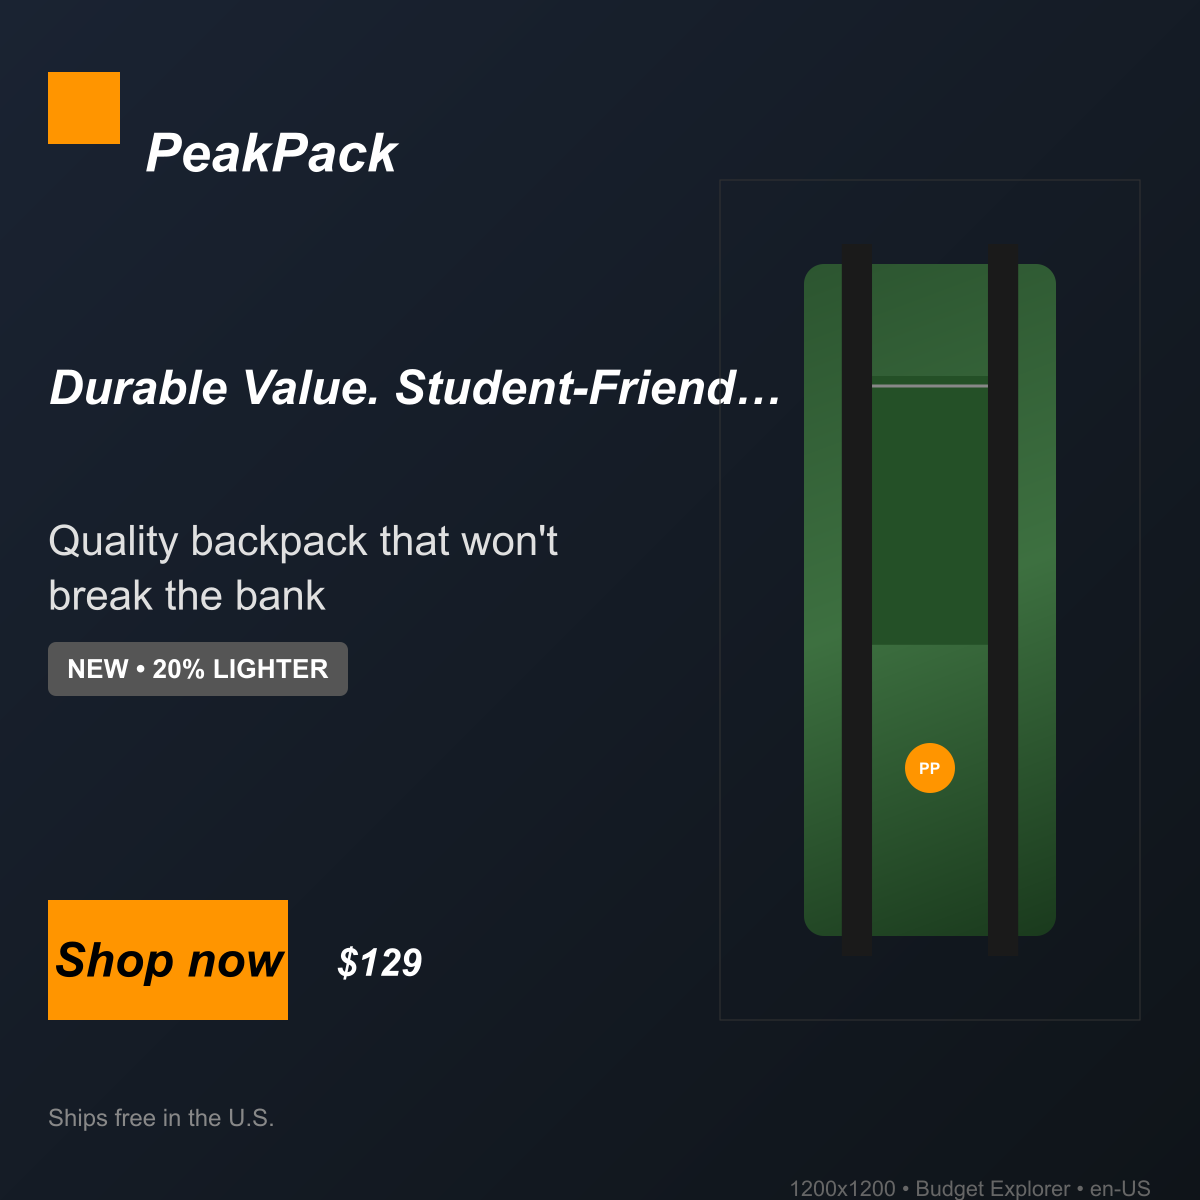 PeakPack
Durable Value. Student-Friend…
Quality backpack that won't
break the bank
NEW • 20% LIGHTER
PP
Shop now
$129
Ships free in the U.S.
1200x1200 • Budget Explorer • en-US